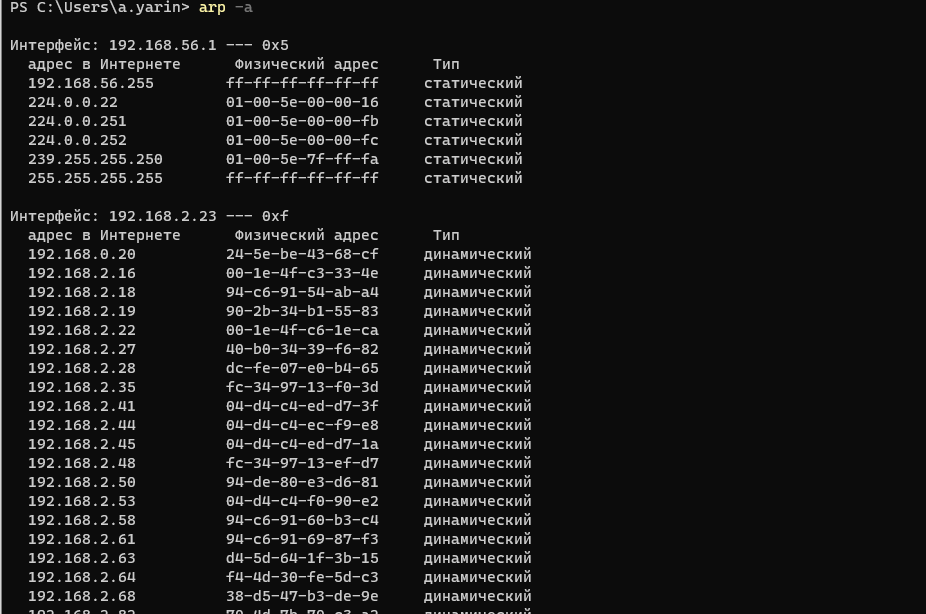 PS C:\Users\a.yarin> arp -a
Интерфейс: 192.168.56.1 --- 0x5
адрес в Интернете Физический адрес Тип
192.168.56.255 ff-ff-ff-ff-ff-ff статический
224.0.0.22 01-00-5e-00-00-16 статический
224.0.0.251 01-00-5e-00-00-fb статический
224.0.0.252 01-00-5e-00-00-fc статический
239.255.255.250 01-00-5e-7f-ff-fa статический
255.255.255.255 ff-ff-ff-ff-ff-ff статический
Интерфейс: 192.168.2.23 --- 0xf
адрес в Интернете Физический адрес Тип
192.168.0.20 24-5e-be-43-68-cf динамический
192.168.2.16 00-1e-4f-c3-33-4e динамический
192.168.2.18 94-c6-91-54-ab-a4 динамический
192.168.2.19 90-2b-34-b1-55-83 динамический
192.168.2.22 00-1e-4f-c6-1e-ca динамический
192.168.2.27 40-b0-34-39-f6-82 динамический
192.168.2.28 dc-fe-07-e0-b4-65 динамический
192.168.2.35 fc-34-97-13-f0-3d динамический
192.168.2.41 04-d4-c4-ed-d7-3f динамический
192.168.2.44 04-d4-c4-ec-f9-e8 динамический
192.168.2.45 04-d4-c4-ed-d7-1a динамический
192.168.2.48 fc-34-97-13-ef-d7 динамический
192.168.2.50 94-de-80-e3-d6-81 динамический
192.168.2.53 04-d4-c4-f0-90-e2 динамический
192.168.2.58 94-c6-91-60-b3-c4 динамический
192.168.2.61 94-c6-91-69-87-f3 динамический
192.168.2.63 d4-5d-64-1f-3b-15 динамический
192.168.2.64 f4-4d-30-fe-5d-c3 динамический
192.168.2.68 38-d5-47-b3-de-9e динамический
динамический